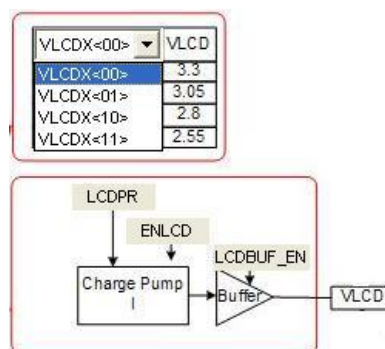 VLCDX<00> VLCD
VLCDX<00> 3.3
VLCDX<01> 3.05
VLCDX<10> 2.8
VLCDX<11> 2.55
LCDPR
ENLCD
LCDBUF_EN
Charge Pump
I
Buffer
VLCD